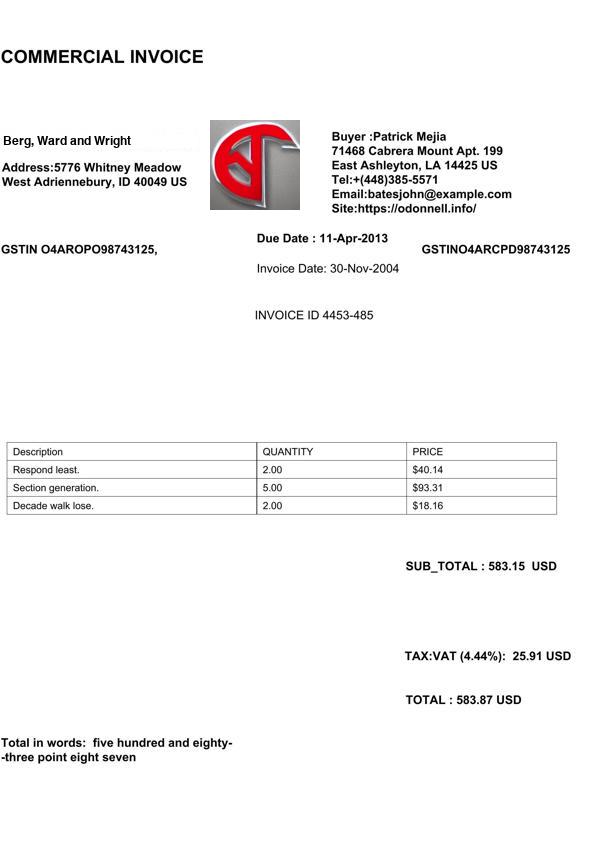 COMMERCIAL INVOICE
Berg, Ward and Wright
Address:5776 Whitney Meadow
West Adriennebury, ID 40049 US
Buyer :Patrick Mejia
71468 Cabrera Mount Apt. 199
East Ashleyton, LA 14425 US
Tel:+(448)385-5571
Email:batesjohn@example.com
Site:https://odonnell.info/
GSTIN O4AROPO98743125,
Due Date : 11-Apr-2013
GSTINO4ARCPD98743125
Invoice Date: 30-Nov-2004
INVOICE ID 4453-485
Description QUANTITY PRICE
Respond least. 2.00 $40.14
Section generation. 5.00 $93.31
Decade walk lose. 2.00 $18.16
SUB_TOTAL : 583.15 USD
TAX:VAT (4.44%): 25.91 USD
TOTAL : 583.87 USD
Total in words: five hundred and eighty-
-three point eight seven